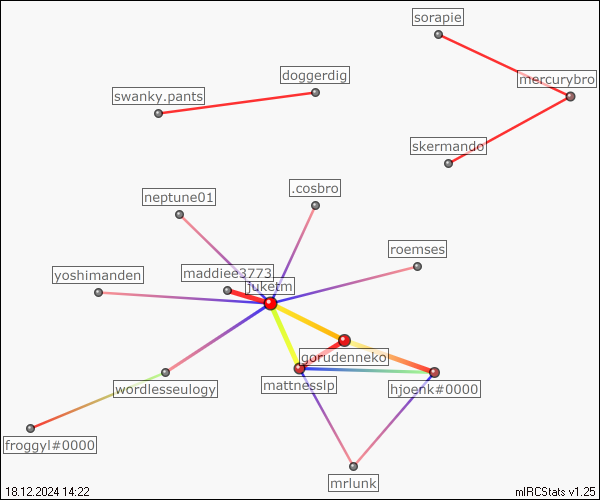 sorapie
doggerdig
mercurybro
swanky.pants
skermando
.cosbro
neptune01
roemses
maddiee3773
yoshimanden
juketm
gorudenneko
mattnesslp
wordlesseulogy
hjoenk#0000
froggyl#0000
mrlunk
18.12.2024 14:22
mIRCStats v1.25